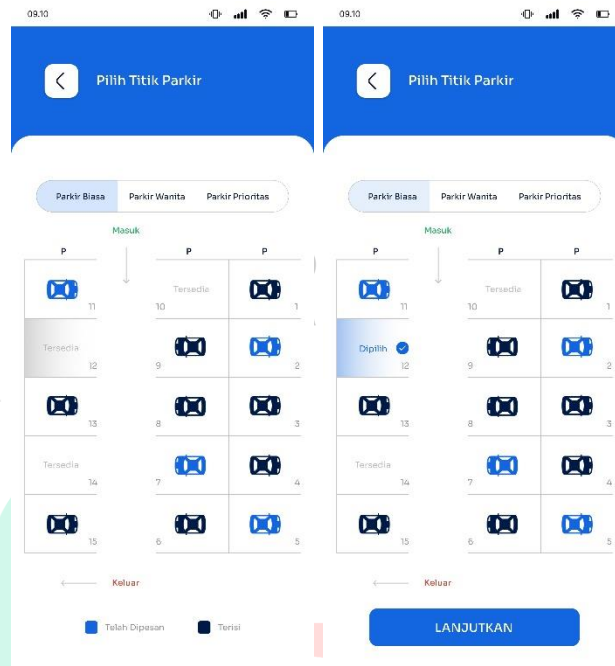 09.10
Pilih Titik Parkir
Parkir Biasa Parkir Wanita Parkir Prioritas
Masuk
P P P
11 10 Tersedia 1
Tersedia 12 9 2
13 8 3
Tersedia 14 7 4
15 6 5
Keluar
Telah Dipesan Terisi
09.10
Pilih Titik Parkir
Parkir Biasa Parkir Wanita Parkir Prioritas
Masuk
P P P
11 10 Tersedia 1
Dipilih 12 9 2
13 8 3
Tersedia 14 7 4
15 6 5
Keluar
LANJUTKAN